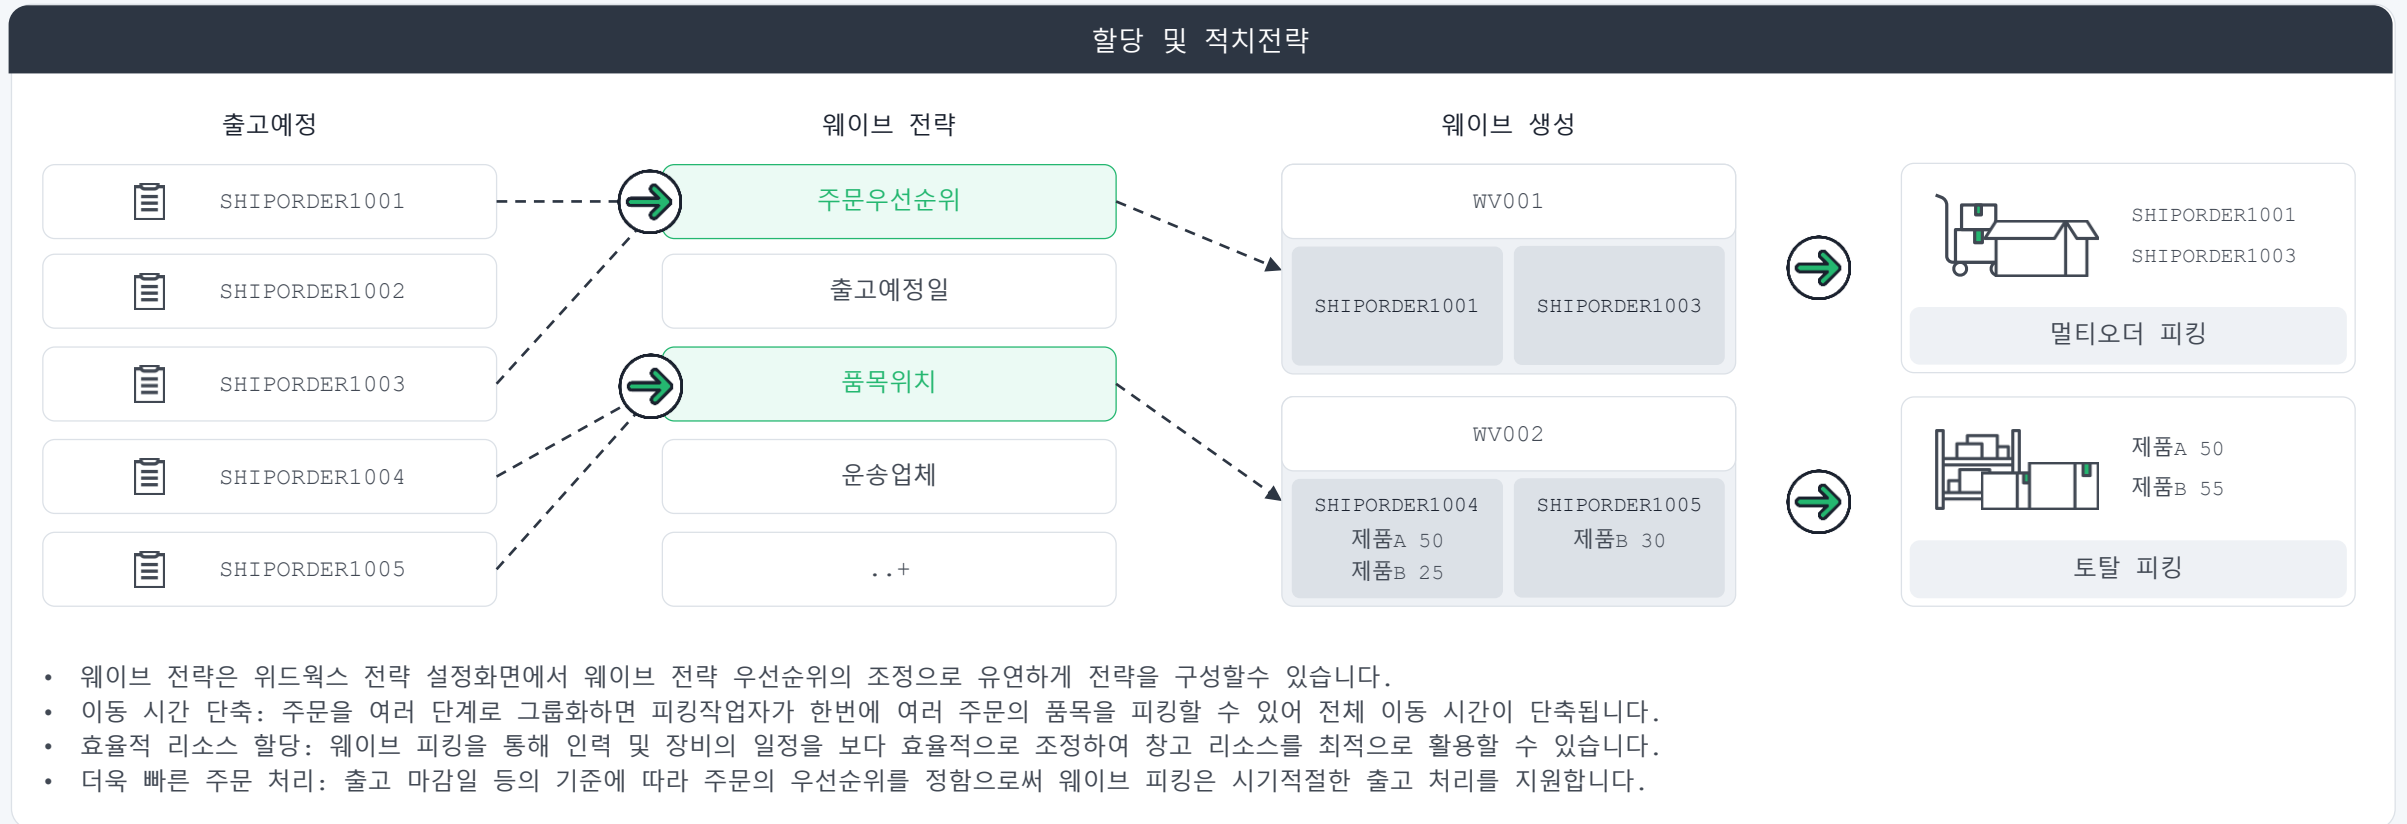 할당 및 적치전략
출고예정
SHIPORDER1001
SHIPORDER1002
SHIPORDER1003
SHIPORDER1004
SHIPORDER1005
웨이브 전략
주문우선순위
출고예정일
품목위치
운송업체
..+
웨이브 생성
WV001
SHIPORDER1001
SHIPORDER1003
WV002
SHIPORDER1004
제품A 50
제품B 25
SHIPORDER1005
제품B 30
SHIPORDER1001
SHIPORDER1003
멀티오더 피킹
제품A 50
제품B 55
토탈 피킹
• 웨이브 전략은 위드웍스 전략 설정화면에서 웨이브 전략 우선순위의 조정으로 유연하게 전략을 구성할수 있습니다.
• 이동 시간 단축: 주문을 여러 단계로 그룹화하면 피킹작업자가 한번에 여러 주문의 품목을 피킹할 수 있어 전체 이동 시간이 단축됩니다.
• 효율적 리소스 할당: 웨이브 피킹을 통해 인력 및 장비의 일정을 보다 효율적으로 조정하여 창고 리소스를 최적으로 활용할 수 있습니다.
• 더욱 빠른 주문 처리: 출고 마감일 등의 기준에 따라 주문의 우선순위를 정함으로써 웨이브 피킹은 시기적절한 출고 처리를 지원합니다.